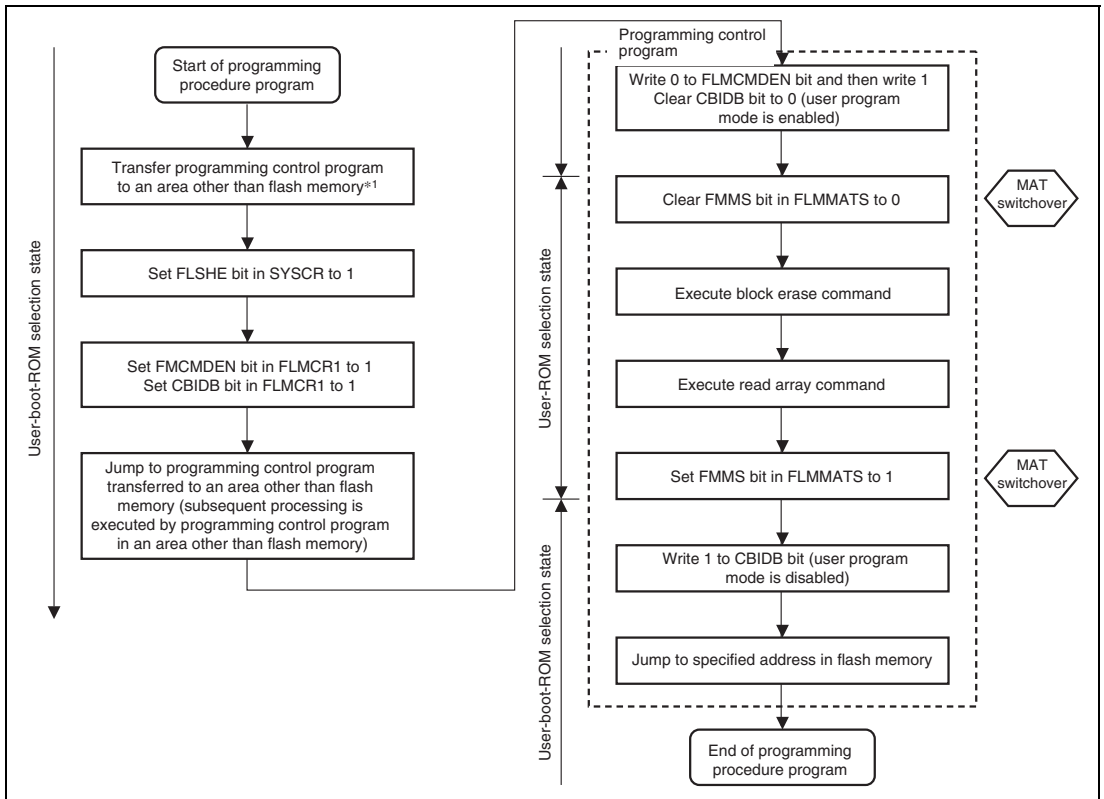 Start of programming
procedure program
Transfer programming control program
to an area other than flash memory*1
Set FLSHE bit in SYSCR to 1
Set FMCMDEN bit in FLMCR1 to 1
Set CBIDB bit in FLMCR1 to 1
Jump to programming control program
transferred to an area other than flash
memory (subsequent processing is
executed by programming control program
in an area other than flash memory)
User-boot-ROM selection state
Programming control
program
Write 0 to FLMCMDEN bit and then write 1
Clear CBIDB bit to 0 (user program
mode is enabled)
Clear FMMS bit in FLMMATS to 0
MAT
switchover
Execute block erase command
Execute read array command
User-ROM selection state
Set FMMS bit in FLMMATS to 1
MAT
switchover
Write 1 to CBIDB bit (user program
mode is disabled)
Jump to specified address in flash memory
User-boot-ROM selection state
End of programming
procedure program